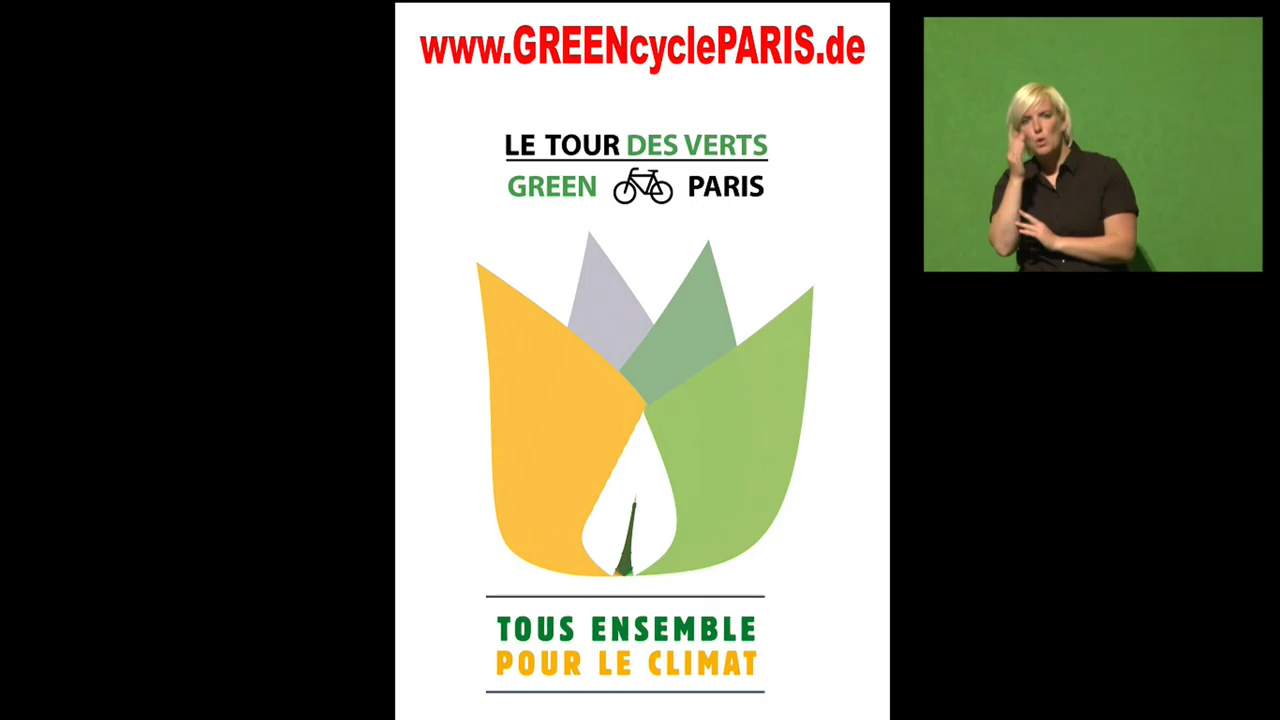 www.GREENcyclePARIS.de
LE TOUR DES VERTS
GREEN PARIS
TOUS ENSEMBLE
POUR LE CLIMAT